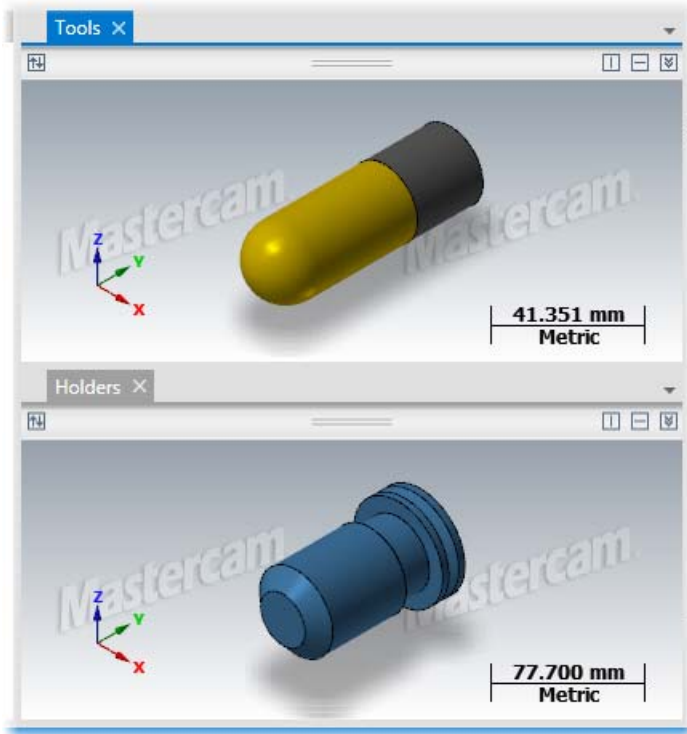 Tools
Mastercam
Mastercam
Z
Y
X
41.351 mm
Metric
Holders
Mastercam
Mastercam
Z
Y
X
77.700 mm
Metric